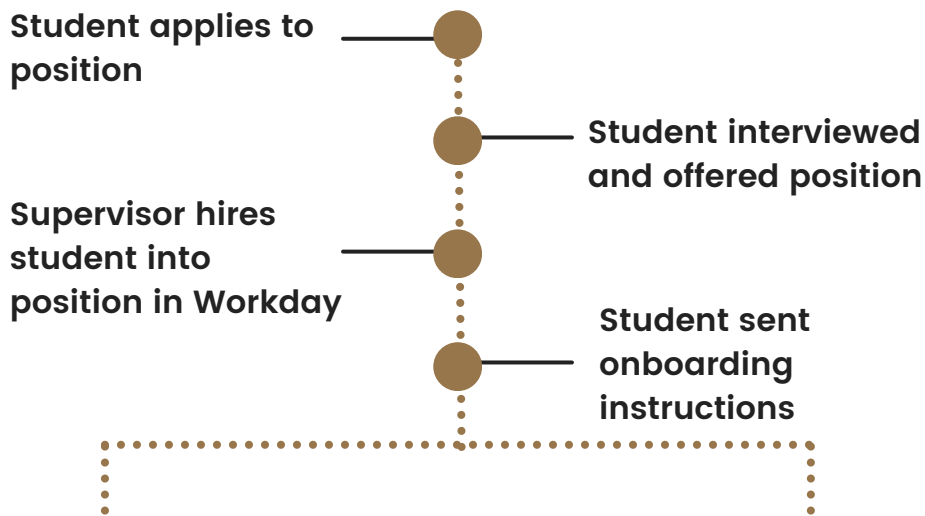 Student applies to
position
Student interviewed
and offered position
Supervisor hires
student into
position in Workday
Student sent
onboarding
instructions